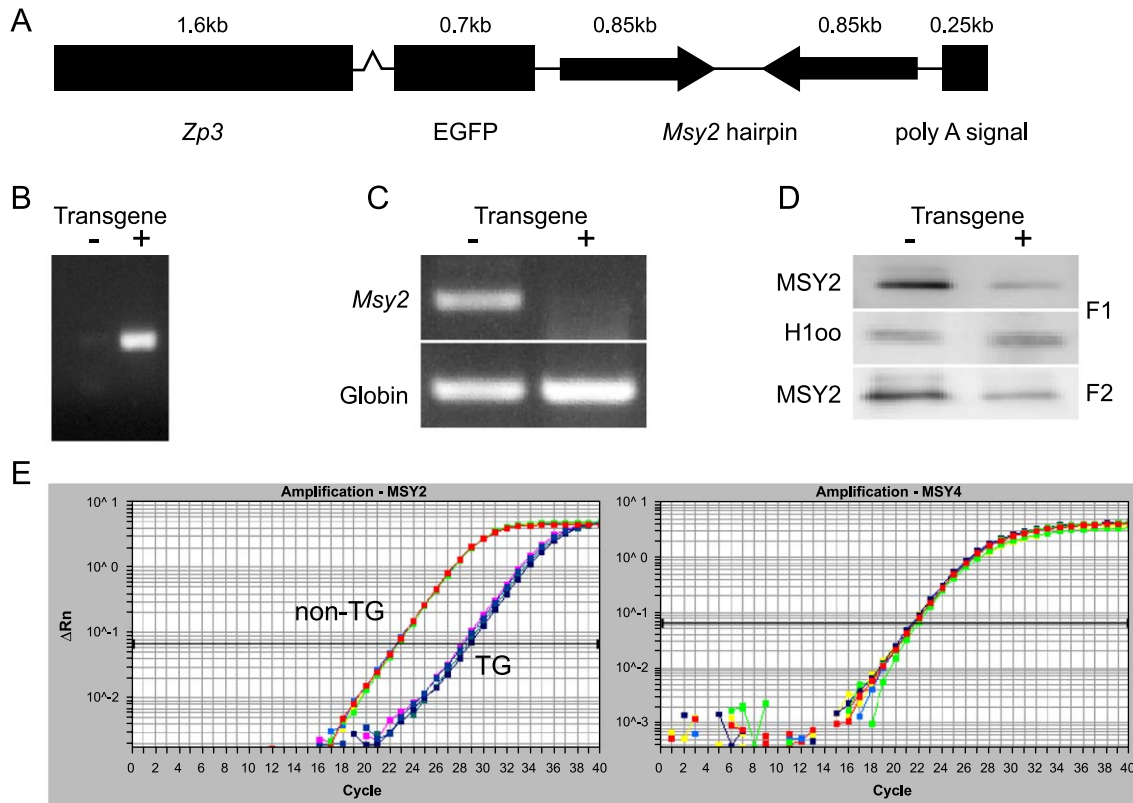 A
1.6kb 0.7kb 0.85kb 0.85kb 0.25kb
Zp3 EGFP Msy2 hairpin poly A signal
B
Transgene
- +
C
Transgene
- +
Msy2
Globin
D
Transgene
- +
MSY2
H1oo
F1
MSY2 F2
E
Amplification - MSY2
10^ 1
10^ 0
10^-1
10^-2
ΔRn
non-TG
TG
0 2 4 6 8 10 12 14 16 18 20 22 24 26 28 30 32 34 36 38 40
Cycle
Amplification - MSY4
10^ 1
10^ 0
10^-1
10^-2
10^-3
0 2 4 6 8 10 12 14 16 18 20 22 24 26 28 30 32 34 36 38 40
Cycle